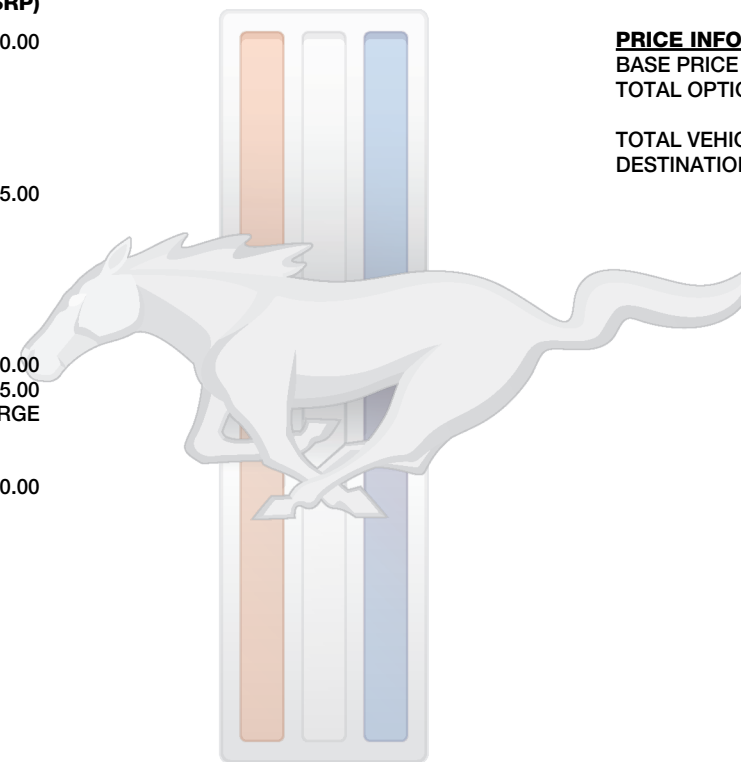 SRP)
0.00
5.00
0.00
5.00
RGE
0.00
PRICE INFO
BASE PRICE
TOTAL OPTIO
TOTAL VEHIC
DESTINATION